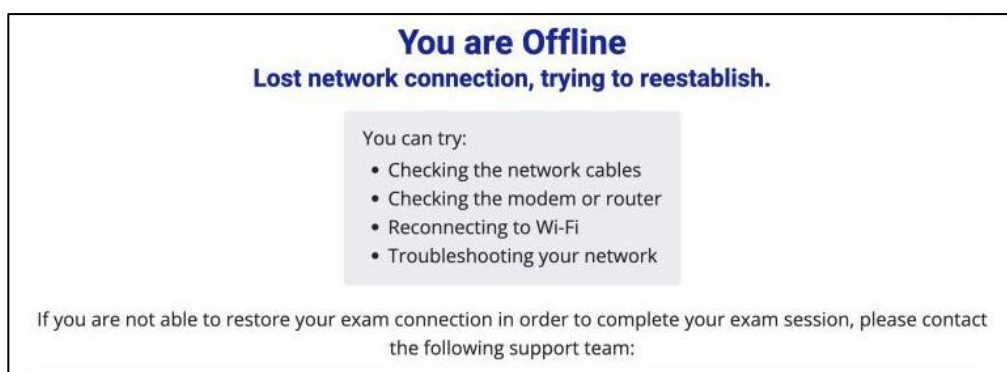 You are Offline
Lost network connection, trying to reestablish.
You can try:
• Checking the network cables
• Checking the modem or router
• Reconnecting to Wi-Fi
• Troubleshooting your network
If you are not able to restore your exam connection in order to complete your exam session, please contact
the following support team: